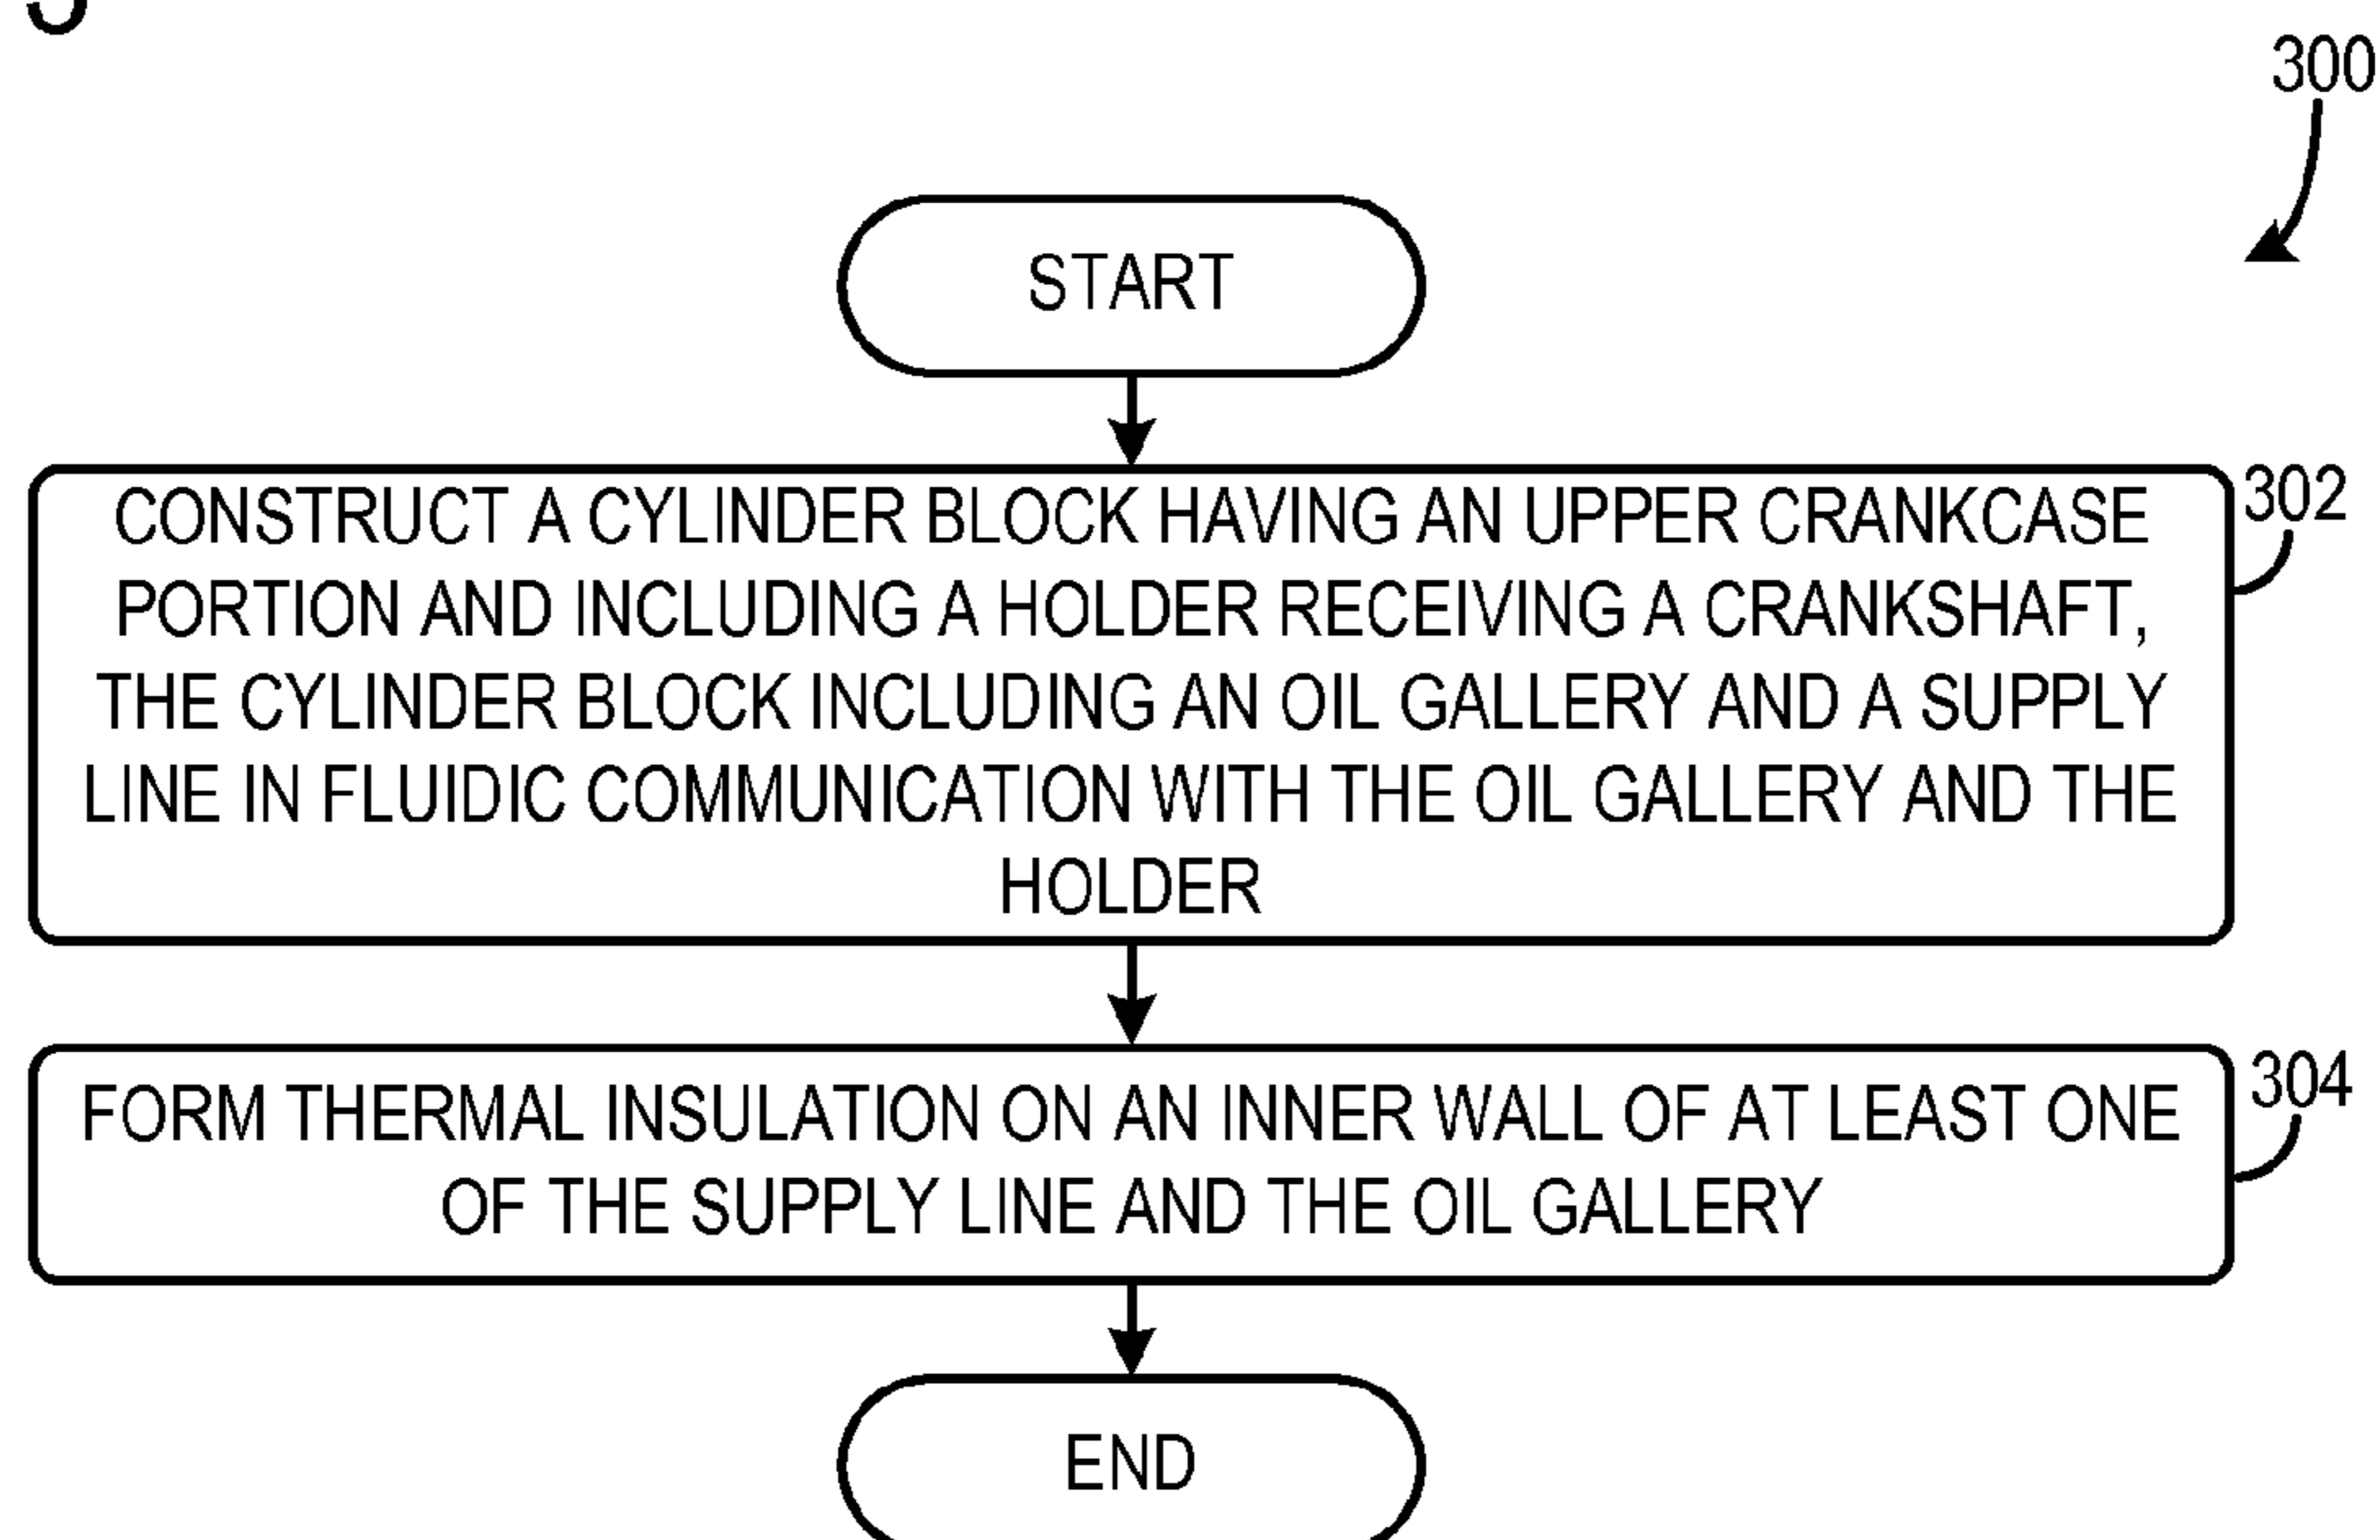 300
START
CONSTRUCT A CYLINDER BLOCK HAVING AN UPPER CRANKCASE
302
PORTION AND INCLUDING A HOLDER RECEIVING A CRANKSHAFT,
THE CYLINDER BLOCK INCLUDING AN OIL GALLERY AND A SUPPLY
LINE IN FLUIDIC COMMUNICATION WITH THE OIL GALLERY AND THE
HOLDER
FORM THERMAL INSULATION ON AN INNER WALL OF AT LEAST ONE
304
OF THE SUPPLY LINE AND THE OIL GALLERY
END